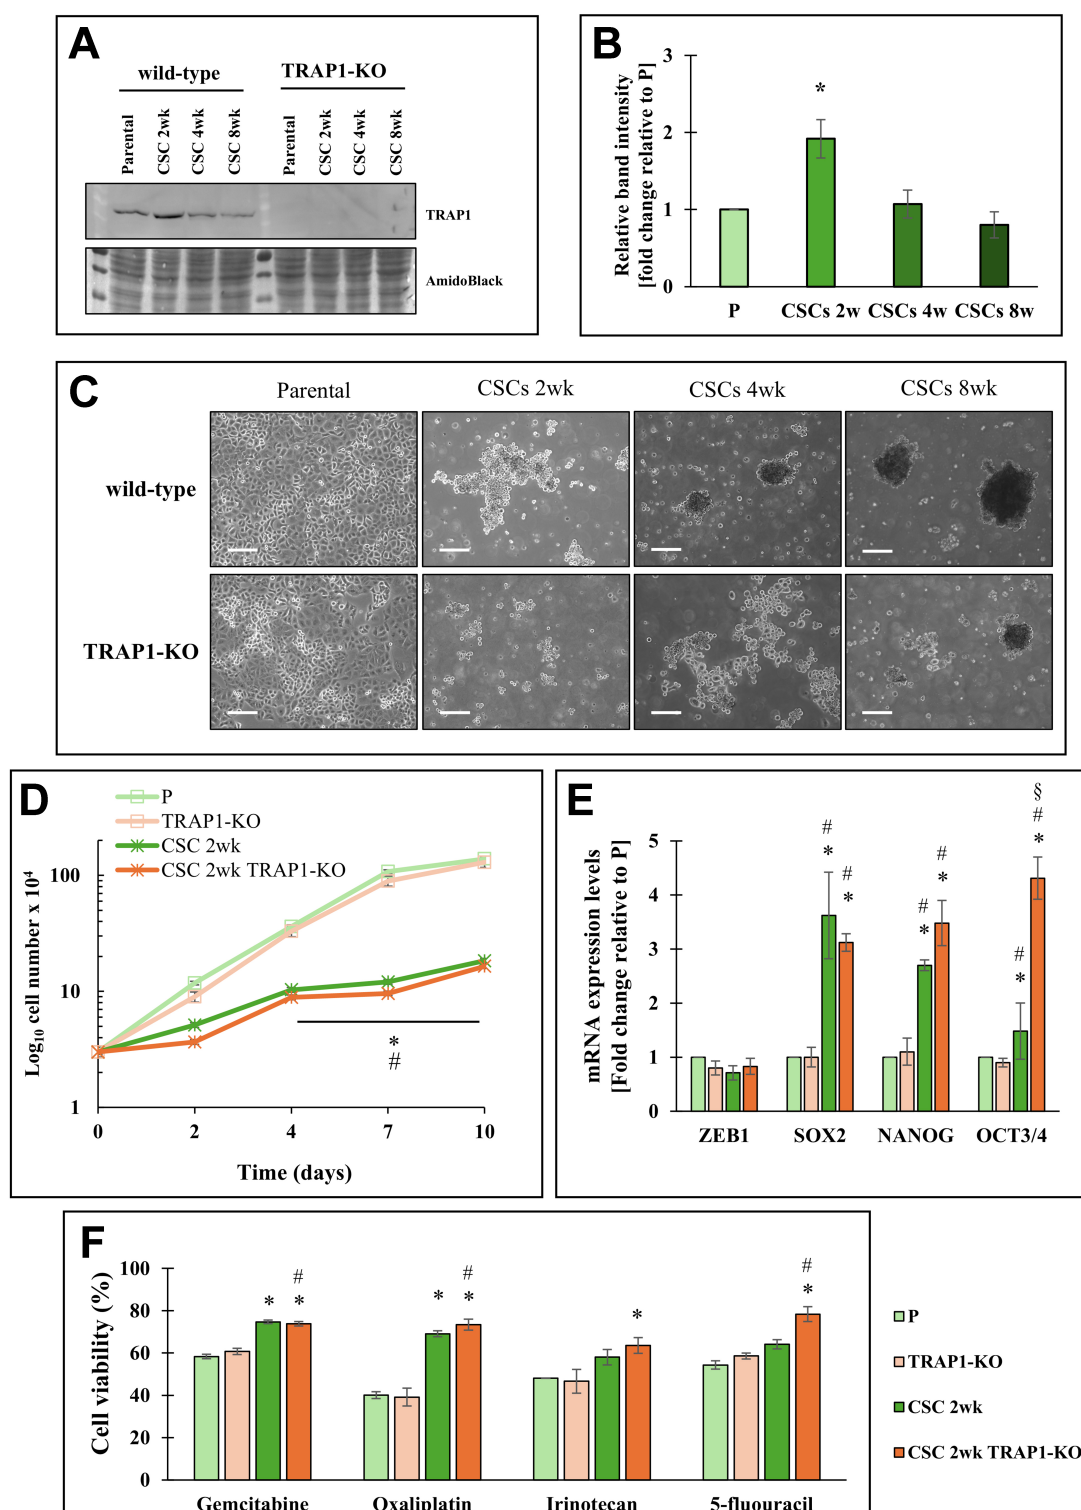 A
wild-type
TRAP1-KO
Parental
CSC 2wk
CSC 4wk
CSC 8wk
Parental
CSC 2wk
CSC 4wk
CSC 8wk
TRAP1
AmidoBlack
B
Relative band intensity
[fold change relative to P]
3
2
1
0
*
P
CSCs 2w
CSCs 4w
CSCs 8w
C
Parental
CSCs 2wk
CSCs 4wk
CSCs 8wk
wild-type
TRAP1-KO
D
P
TRAP1-KO
CSC 2wk
CSC 2wk TRAP1-KO
Log10 cell number x 10⁴
100
10
1
*
#
0
2
4
7
10
Time (days)
E
mRNA expression levels
[Fold change relative to P]
5
4
3
2
1
0
#
*
#
*
#
*
#
*
#
*
§
#
*
ZEB1
SOX2
NANOG
OCT3/4
F
Cell viability (%)
100
80
60
40
20
0
*
#
*
*
#
*
*
#
*
Gemcitabine
Oxaliplatin
Irinotecan
5-fluouracil
P
TRAP1-KO
CSC 2wk
CSC 2wk TRAP1-KO